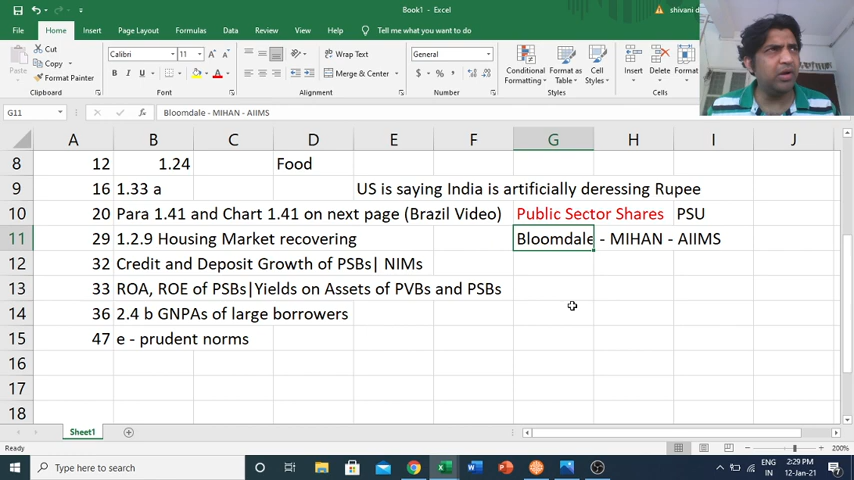 Book1 - Excel
shivani d
File Home Insert Page Layout Formulas Data Review View Help Tell me what you want to do
Cut
Copy
Format Painter
Paste
Clipboard
Calibri 11
B I U
Font
Wrap Text
Merge & Center
Alignment
General
$ % ,
Number
Conditional Formatting
Format as Table
Cell Styles
Styles
Insert Delete Format
Cells
G11 fx Bloomdale - MIHAN - AIIMS
A B C D E F G H I J
8 12 1.24 Food
9 16 1.33 a US is saying India is artificially deressing Rupee
10 20 Para 1.41 and Chart 1.41 on next page (Brazil Video) Public Sector Shares PSU
11 29 1.2.9 Housing Market recovering Bloomdale - MIHAN - AIIMS
12 32 Credit and Deposit Growth of PSBs| NIMs
13 33 ROA, ROE of PSBs|Yields on Assets of PVBs and PSBs
14 36 2.4 b GNPAs of large borrowers
15 47 e - prudent norms
16
17
18
Sheet1
Ready
200%
Type here to search
ENG
IN
2:29 PM
12-Jan-21